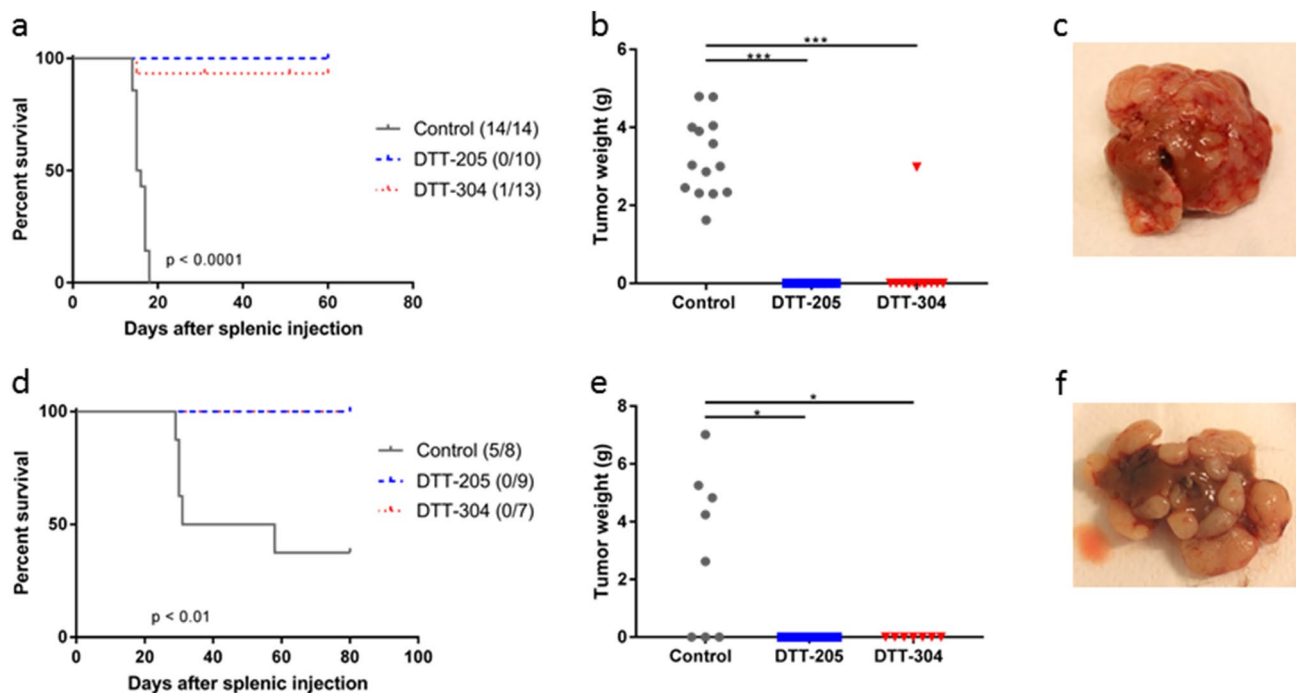 a
100
50
0
Percent survival
0 20 40 60 80
Days after splenic injection
p < 0.0001
Control (14/14)
DTT-205 (0/10)
DTT-304 (1/13)
b
***
***
6
4
2
0
Tumor weight (g)
Control DTT-205 DTT-304
c
d
100
50
0
Percent survival
0 20 40 60 80 100
Days after splenic injection
p < 0.01
Control (5/8)
DTT-205 (0/9)
DTT-304 (0/7)
e
*
*
8
6
4
2
0
Tumor weight (g)
Control DTT-205 DTT-304
f